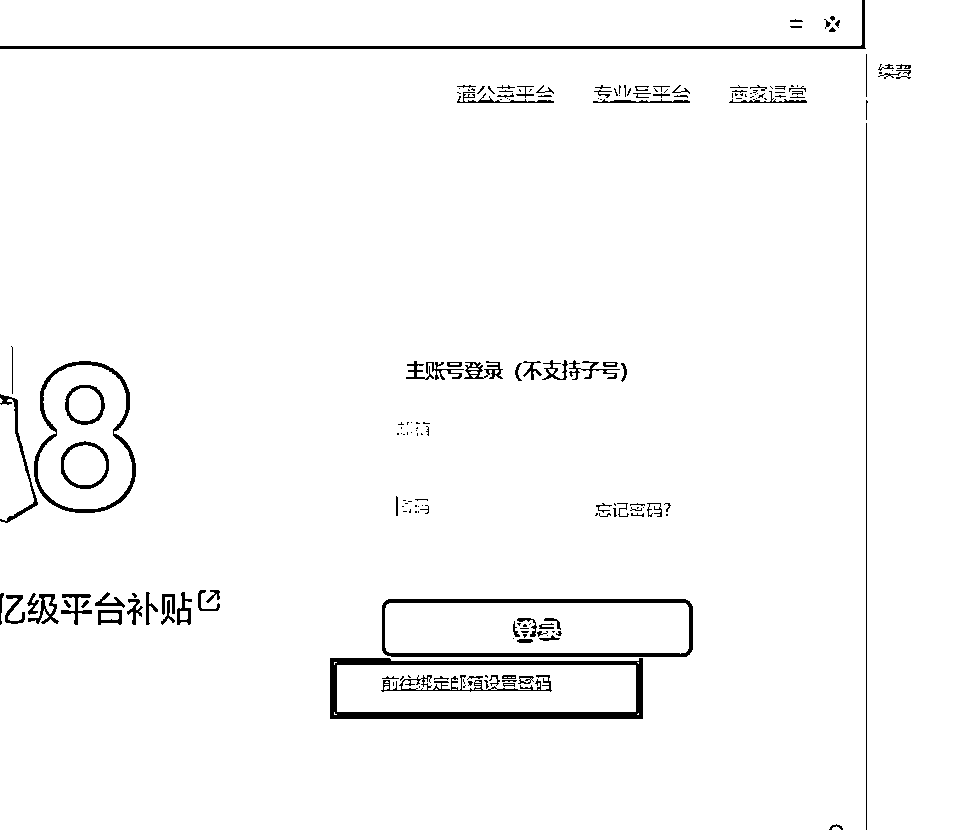 续费
蒲公英平台 专业号平台 商家课堂
主账号登录（不支持子号）
邮箱
密码 忘记密码?
8
亿级平台补贴
登录
前往绑定邮箱设置密码